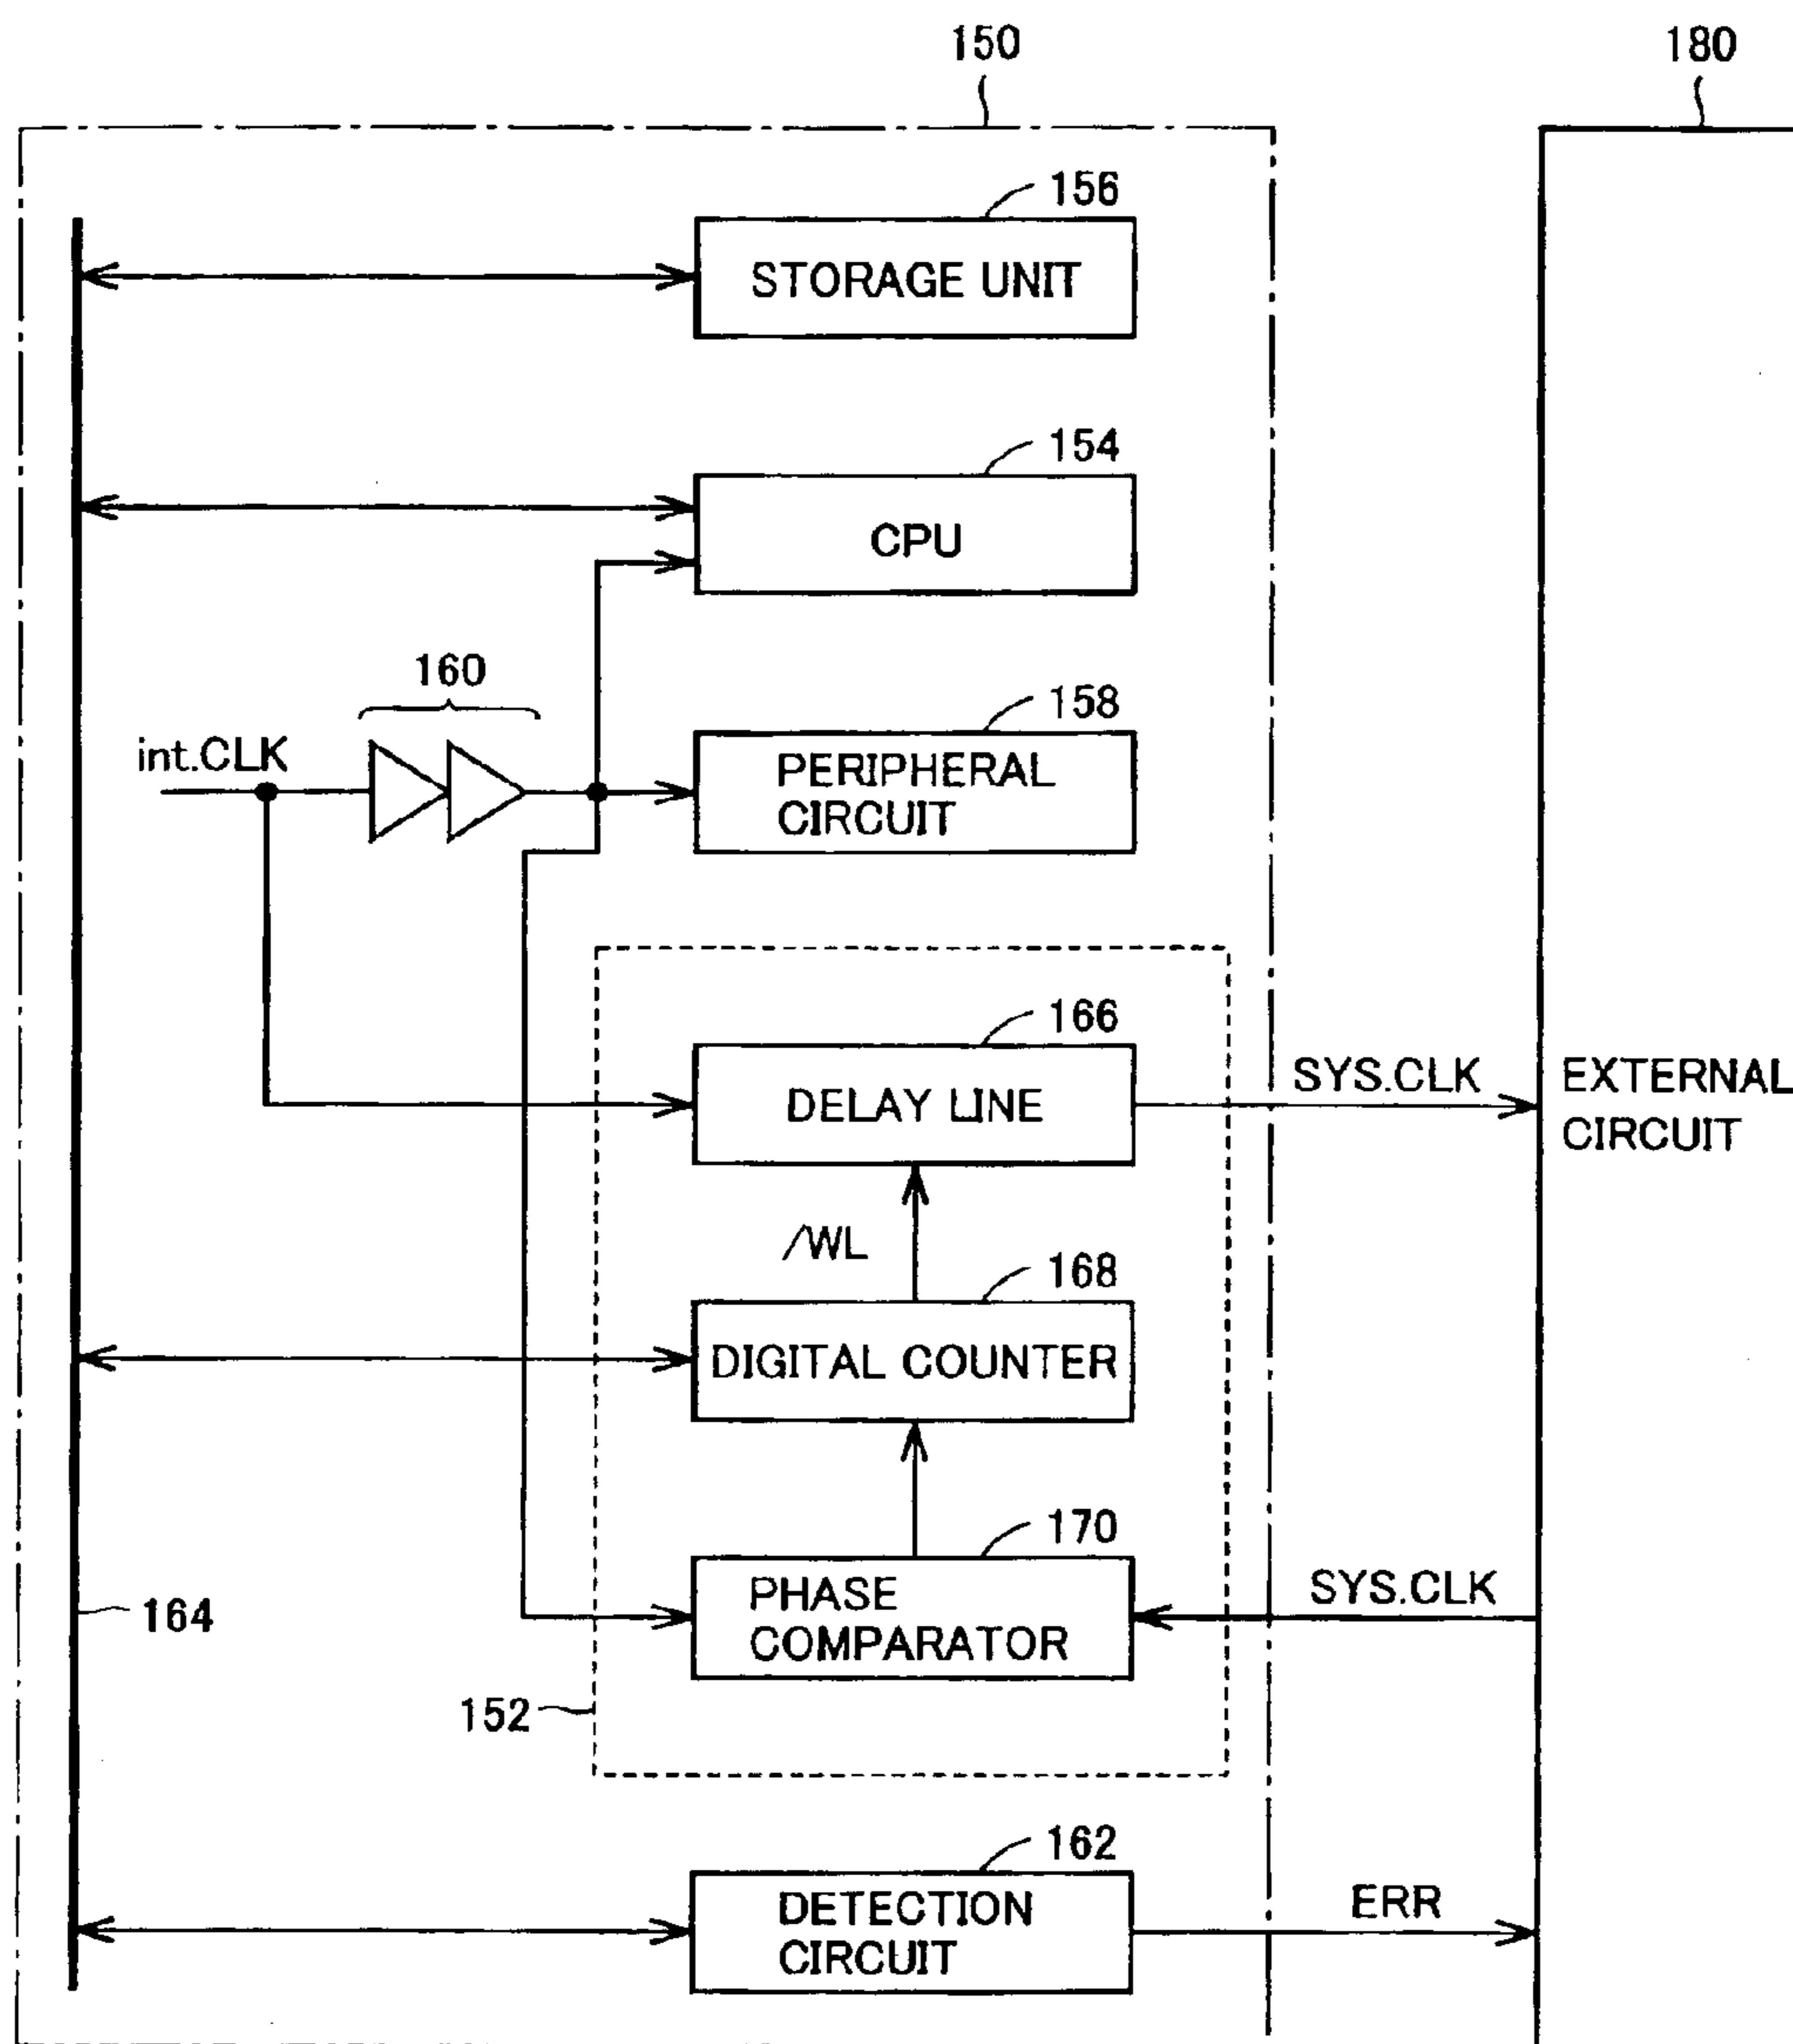 150
180
156
STORAGE UNIT
154
CPU
160
158
int.CLK
PERIPHERAL
CIRCUIT
166
DELAY LINE
SYS.CLK
EXTERNAL
CIRCUIT
/WL
168
DIGITAL COUNTER
170
PHASE
COMPARATOR
SYS.CLK
164
152
162
DETECTION
CIRCUIT
ERR